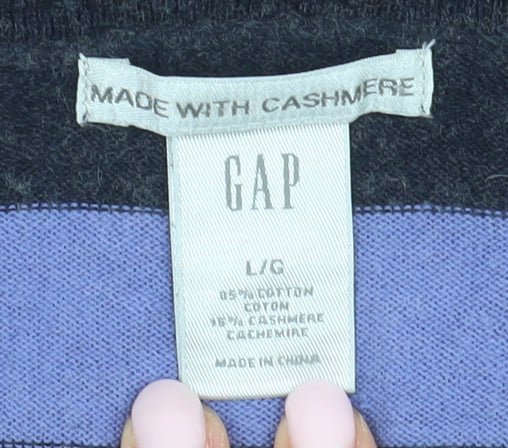 MADE WITH CASHMERE
GAP
L/G
85% COTTON
COTON
15% CASHMERE
CACHEMIRE
MADE IN CHINA